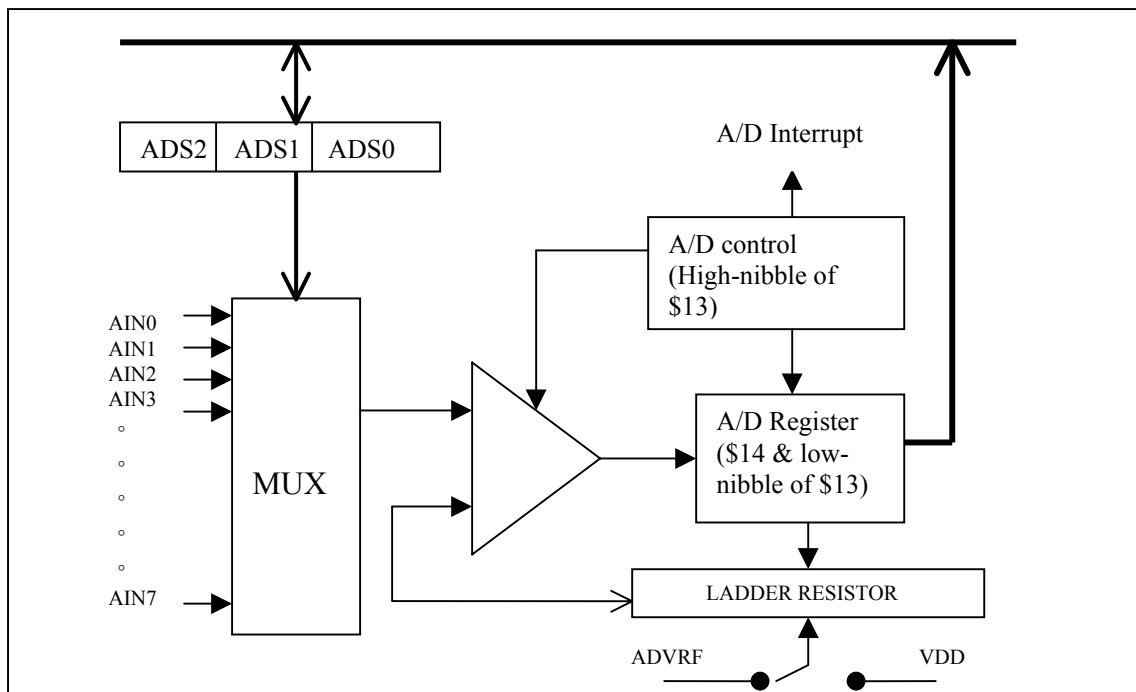 ADS2 ADS1 ADS0
A/D Interrupt
A/D control
(High-nibble of
$13)
AIN0
AIN1
AIN2
AIN3
AIN7
MUX
A/D Register
($14 & low-
nibble of $13)
LADDER RESISTOR
ADVRF
VDD